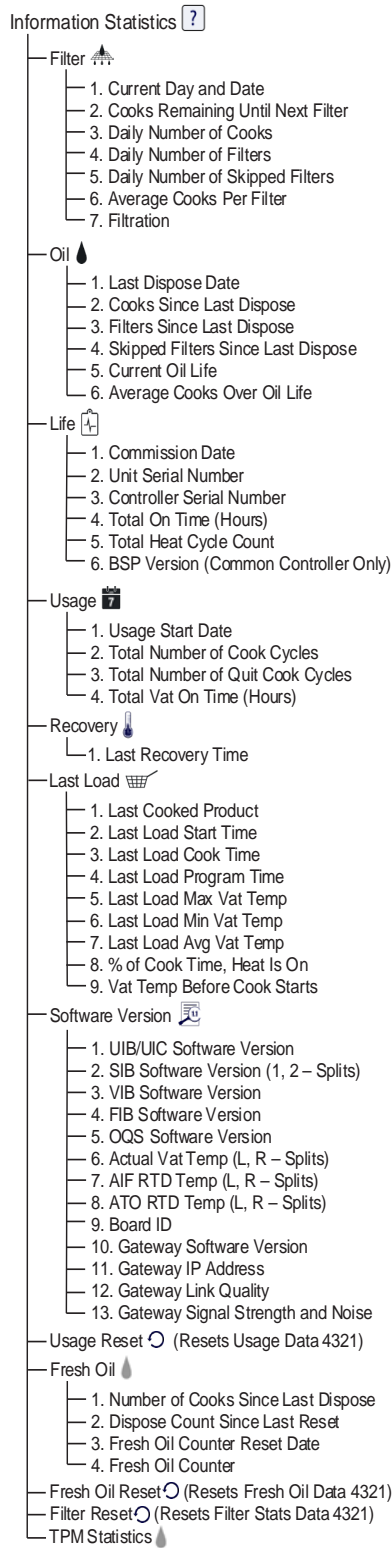 Information Statistics ?
Filter
1. Current Day and Date
2. Cooks Remaining Until Next Filter
3. Daily Number of Cooks
4. Daily Number of Filters
5. Daily Number of Skipped Filters
6. Average Cooks Per Filter
7. Filtration
Oil
1. Last Dispose Date
2. Cooks Since Last Dispose
3. Filters Since Last Dispose
4. Skipped Filters Since Last Dispose
5. Current Oil Life
6. Average Cooks Over Oil Life
Life
1. Commission Date
2. Unit Serial Number
3. Controller Serial Number
4. Total On Time (Hours)
5. Total Heat Cycle Count
6. BSP Version (Common Controller Only)
Usage 7
1. Usage Start Date
2. Total Number of Cook Cycles
3. Total Number of Quit Cook Cycles
4. Total Vat On Time (Hours)
Recovery
1. Last Recovery Time
Last Load
1. Last Cooked Product
2. Last Load Start Time
3. Last Load Cook Time
4. Last Load Program Time
5. Last Load Max Vat Temp
6. Last Load Min Vat Temp
7. Last Load Avg Vat Temp
8. % of Cook Time, Heat Is On
9. Vat Temp Before Cook Starts
Software Version
1. UIB/UIC Software Version
2. SIB Software Version (1, 2 – Splits)
3. VIB Software Version
4. FIB Software Version
5. OQS Software Version
6. Actual Vat Temp (L, R – Splits)
7. AIF RTD Temp (L, R – Splits)
8. ATO RTD Temp (L, R – Splits)
9. Board ID
10. Gateway Software Version
11. Gateway IP Address
12. Gateway Link Quality
13. Gateway Signal Strength and Noise
Usage Reset (Resets Usage Data 4321)
Fresh Oil
1. Number of Cooks Since Last Dispose
2. Dispose Count Since Last Reset
3. Fresh Oil Counter Reset Date
4. Fresh Oil Counter
Fresh Oil Reset (Resets Fresh Oil Data 4321)
Filter Reset (Resets Filter Stats Data 4321)
TPM Statistics